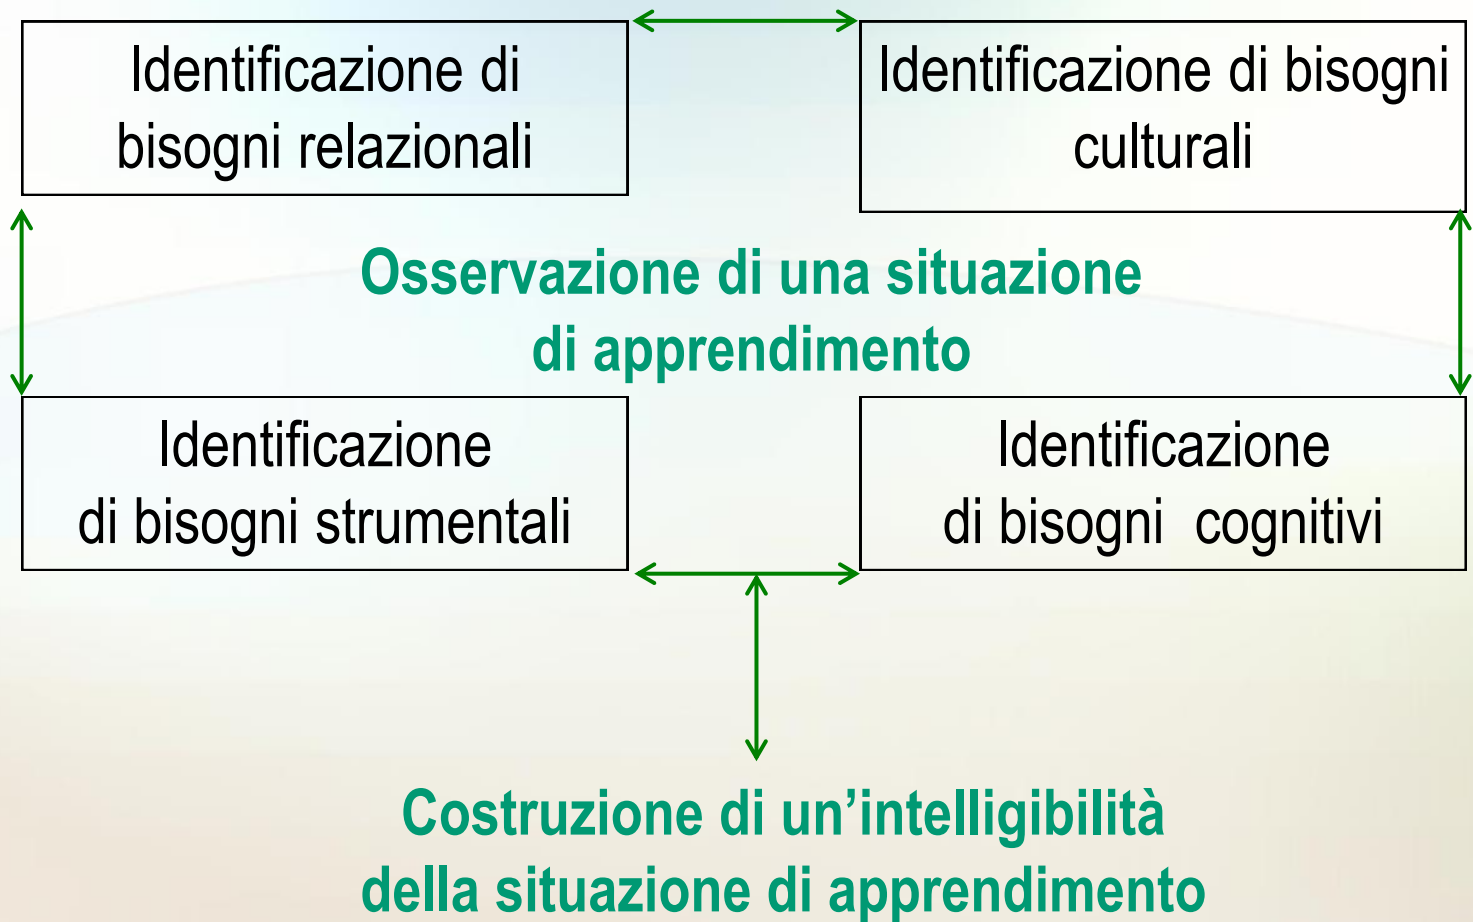 Identificazione di
bisogni relazionali
Identificazione di bisogni
culturali
Osservazione di una situazione
di apprendimento
Identificazione
di bisogni strumentali
Identificazione
di bisogni cognitivi
Costruzione di un’intelligibilità
della situazione di apprendimento